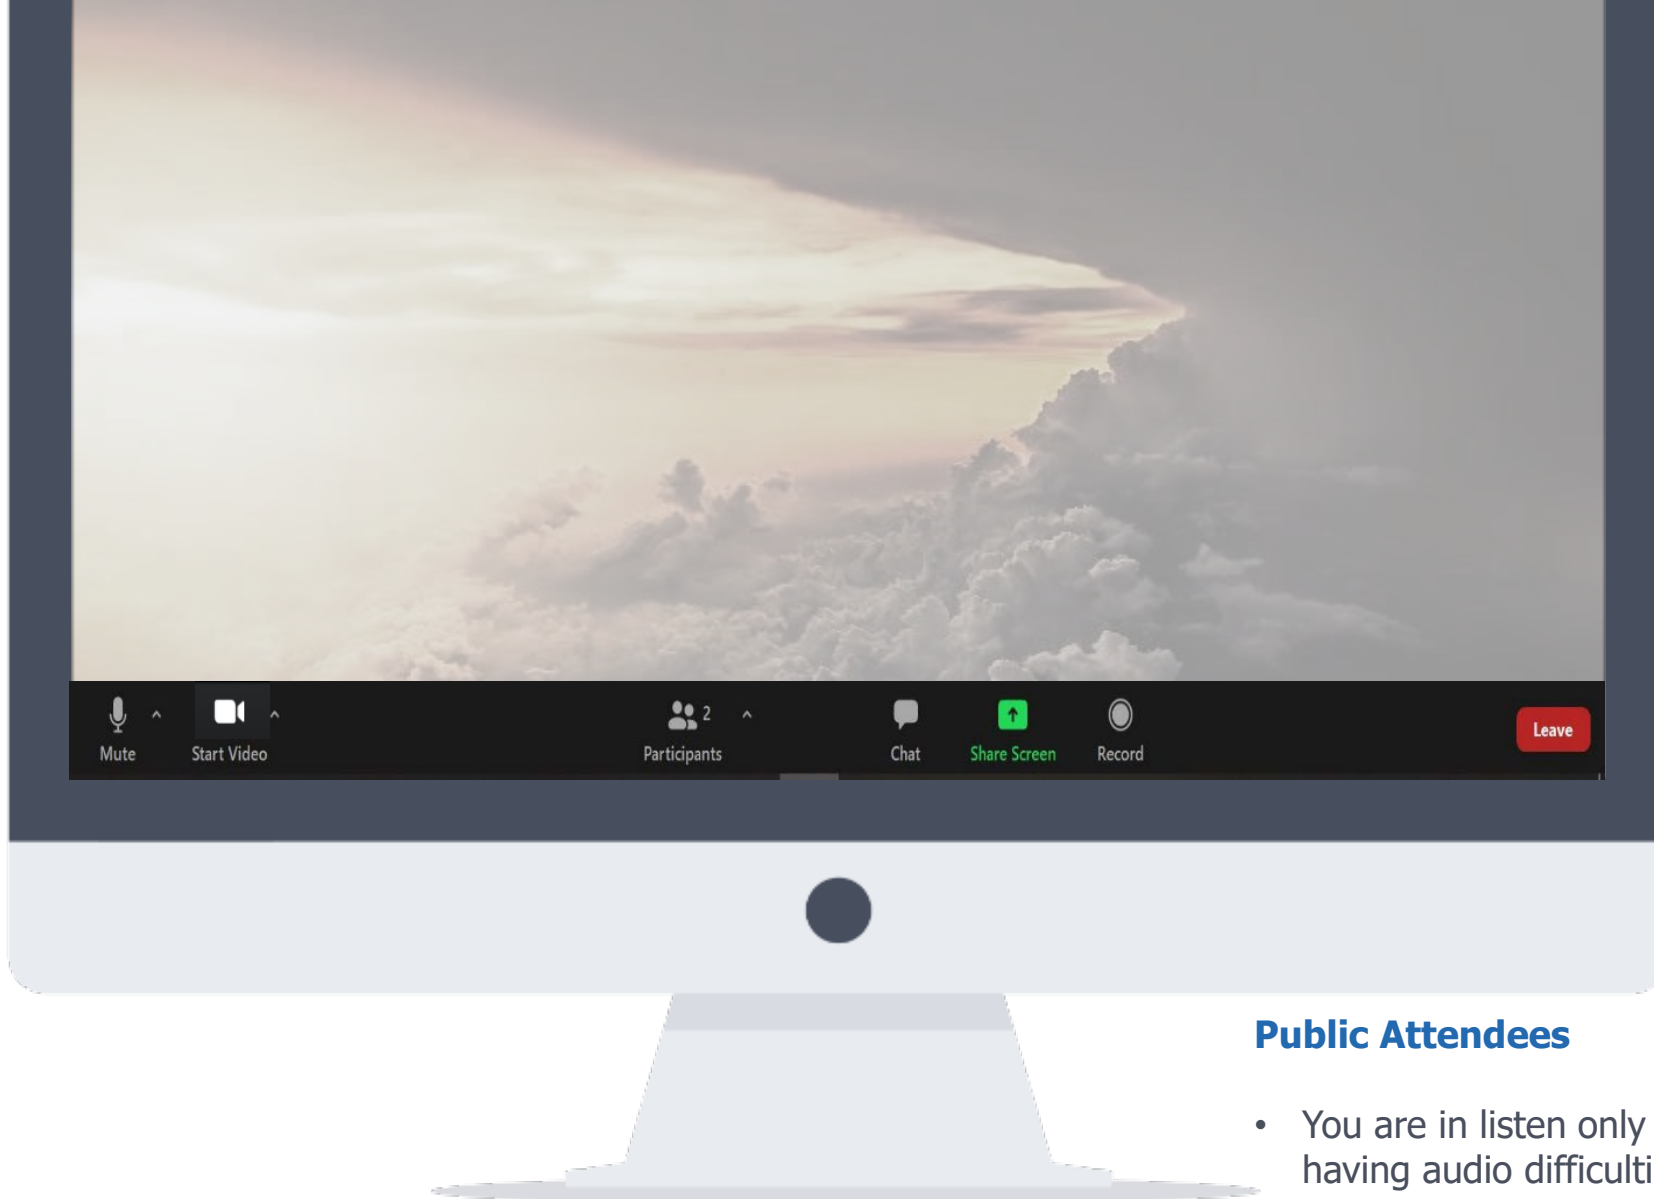 Mute
Start Video
2
Participants
Chat
Share Screen
Record
Leave
Public Attendees
• You are in listen only
having audio